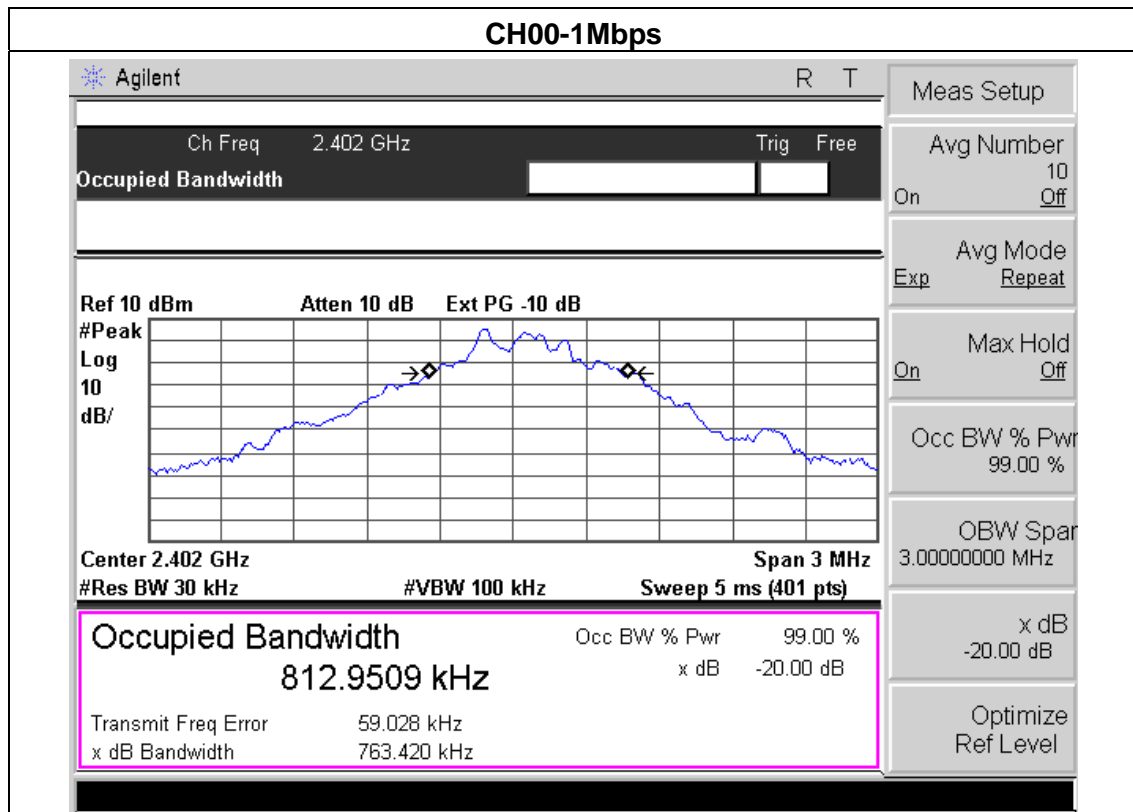 CH00-1Mbps
Agilent R T
Ch Freq 2.402 GHz Trig Free
Occupied Bandwidth
Ref 10 dBm Atten 10 dB Ext PG -10 dB
#Peak
Log
10
dB/
Center 2.402 GHz Span 3 MHz
#Res BW 30 kHz #VBW 100 kHz Sweep 5 ms (401 pts)
Occupied Bandwidth Occ BW % Pwr 99.00 %
812.9509 kHz x dB -20.00 dB
Transmit Freq Error 59.028 kHz
x dB Bandwidth 763.420 kHz
Meas Setup
Avg Number
10
On Off
Avg Mode
Exp Repeat
Max Hold
On Off
Occ BW % Pwr
99.00 %
OBW Span
3.00000000 MHz
x dB
-20.00 dB
Optimize
Ref Level